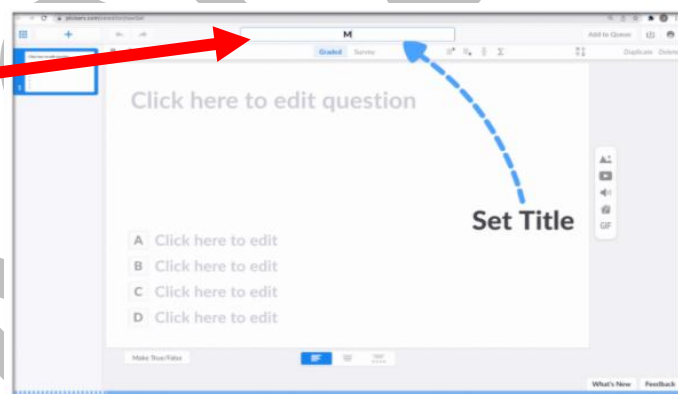 M
Add to Queue
Graded Survey
Duplicate Delete
1
Click here to edit question
Set Title
GIF
A Click here to edit
B Click here to edit
C Click here to edit
D Click here to edit
Make True/False
What's New Feedback